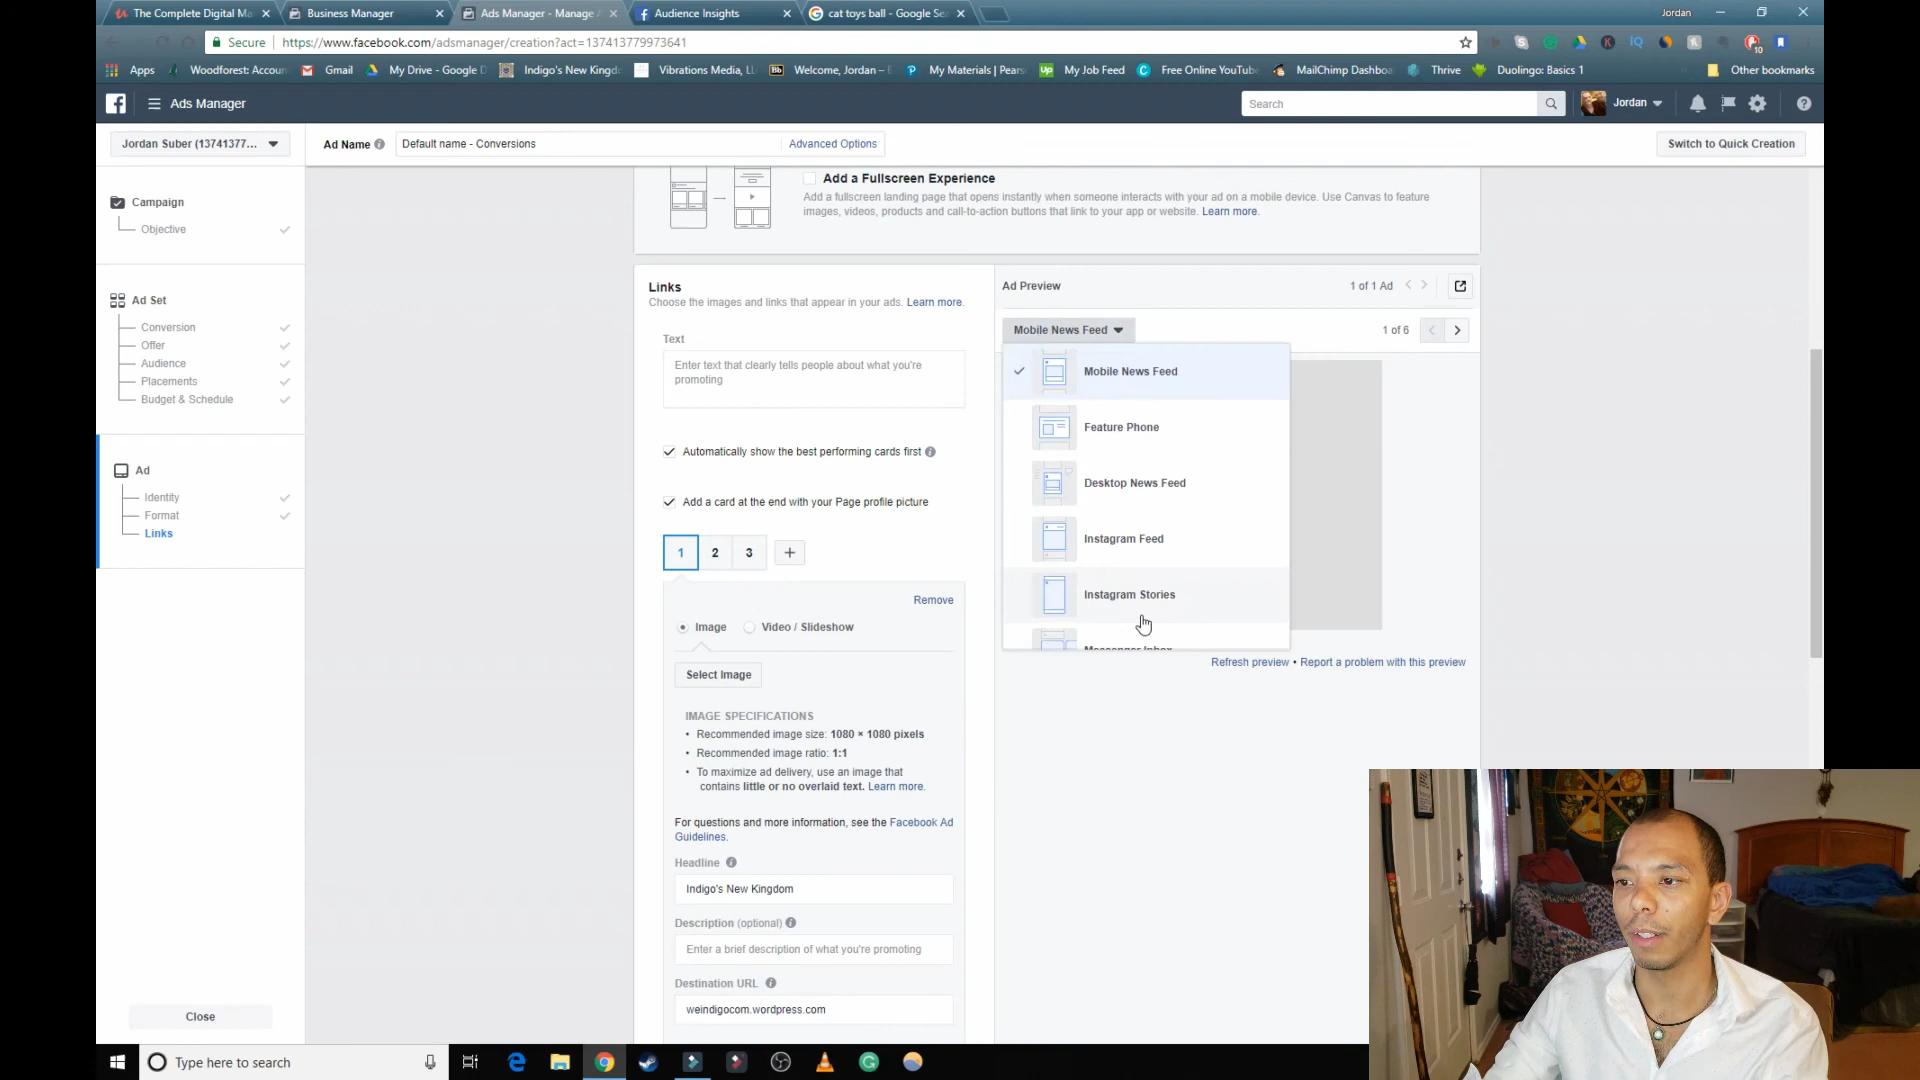 The Complete Digital Ma
Business Manager
Ads Manager - Manage A
Audience Insights
cat toys ball - Google Se
Jordan
Secure
https://www.facebook.com/adsmanager/creation?act=137413779973641
10
Apps
Woodforest: Accoun
Gmail
My Drive - Google D
Indigo's New Kingdo
Vibrations Media, LL
Bb
Welcome, Jordan –
My Materials | Pears
Up
My Job Feed
Free Online YouTube
MailChimp Dashboa
Thrive
Duolingo: Basics 1
Other bookmarks
Ads Manager
Search
Jordan
Jordan Suber (13741377...
Ad Name
Default name - Conversions
Advanced Options
Switch to Quick Creation
Campaign
Objective
Ad Set
Conversion
Offer
Audience
Placements
Budget & Schedule
Ad
Identity
Format
Links
Close
Add a Fullscreen Experience
Add a fullscreen landing page that opens instantly when someone interacts with your ad on a mobile device. Use Canvas to feature
images, videos, products and call-to-action buttons that link to your app or website. Learn more.
Links
Choose the images and links that appear in your ads. Learn more.
Text
Enter text that clearly tells people about what you're
promoting
Automatically show the best performing cards first
Add a card at the end with your Page profile picture
1
2
3
+
Remove
Image
Video / Slideshow
Select Image
IMAGE SPECIFICATIONS
• Recommended image size: 1080 × 1080 pixels
• Recommended image ratio: 1:1
• To maximize ad delivery, use an image that
contains little or no overlaid text. Learn more.
For questions and more information, see the Facebook Ad
Guidelines.
Headline
Indigo's New Kingdom
Description (optional)
Enter a brief description of what you're promoting
Destination URL
weindigocom.wordpress.com
Ad Preview
1 of 1 Ad
Mobile News Feed
1 of 6
Mobile News Feed
Feature Phone
Desktop News Feed
Instagram Feed
Instagram Stories
Messenger Inbox
Refresh preview • Report a problem with this preview
Type here to search